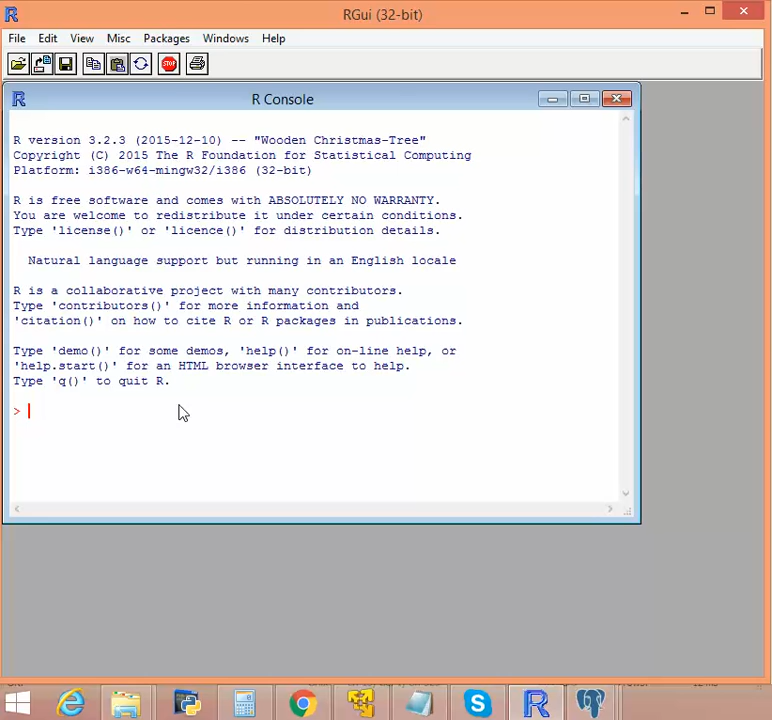 RGui (32-bit)
File Edit View Misc Packages Windows Help
STOP
R Console
R version 3.2.3 (2015-12-10) -- "Wooden Christmas-Tree"
Copyright (C) 2015 The R Foundation for Statistical Computing
Platform: i386-w64-mingw32/i386 (32-bit)
R is free software and comes with ABSOLUTELY NO WARRANTY.
You are welcome to redistribute it under certain conditions.
Type 'license()' or 'licence()' for distribution details.
Natural language support but running in an English locale
R is a collaborative project with many contributors.
Type 'contributors()' for more information and
'citation()' on how to cite R or R packages in publications.
Type 'demo()' for some demos, 'help()' for on-line help, or
'help.start()' for an HTML browser interface to help.
Type 'q()' to quit R.
>